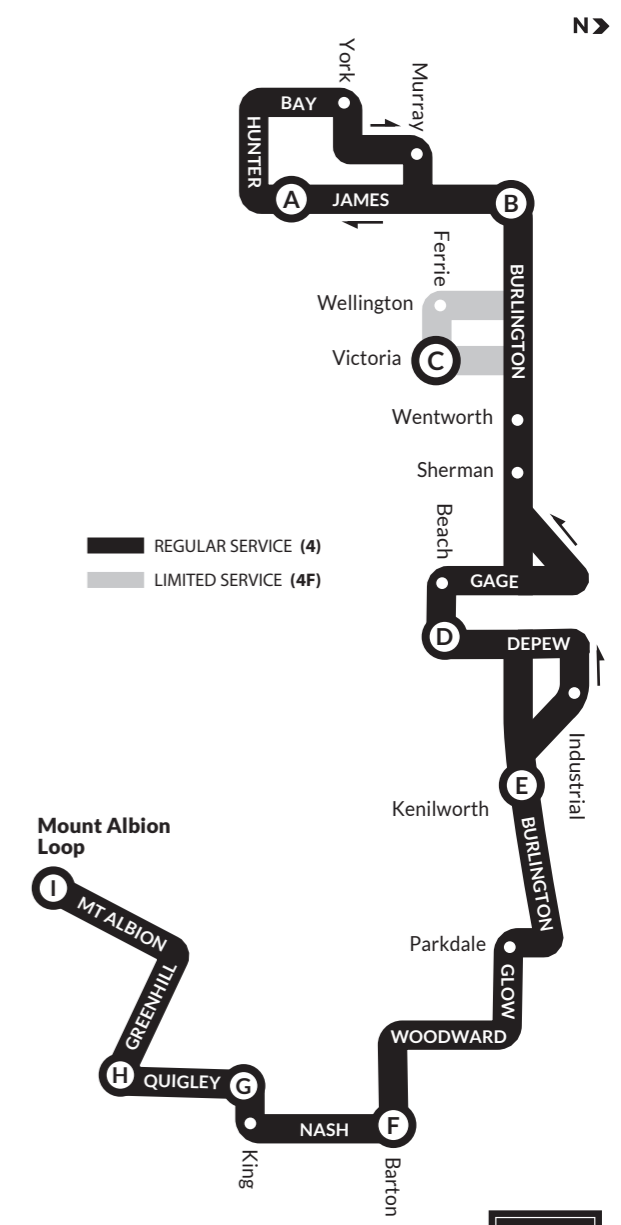 N
York
Murray
BAY
HUNTER
A
JAMES
B
Ferrie
BURLINGTON
Wellington
Victoria
C
Wentworth
Sherman
Beach
REGULAR SERVICE (4)
LIMITED SERVICE (4F)
GAGE
D
DEPEW
Industrial
E
Kenilworth
BURLINGTON
Mount Albion
Loop
I
MT ALBION
Parkdale
GREENHILL
GLOW
WOODWARD
H
QUIGLEY
G
NASH
F
King
Barton